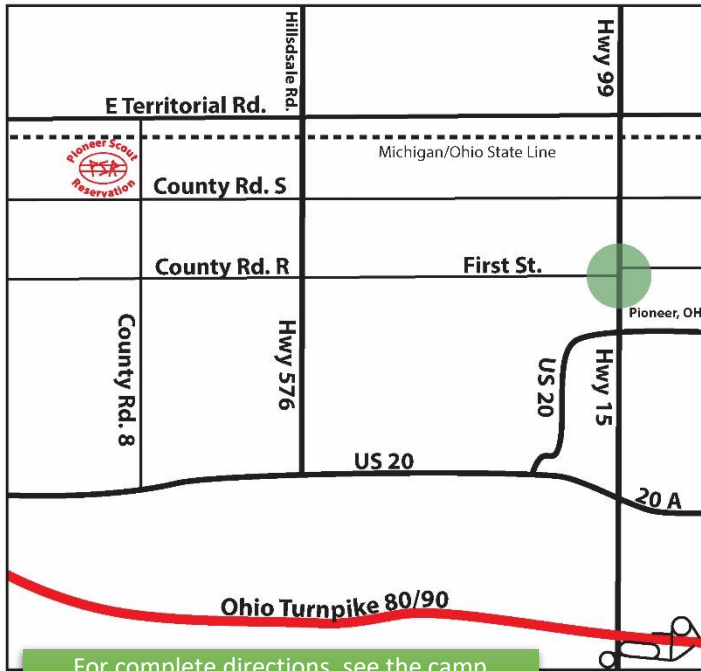 Hillsdsale Rd.
Hwy 99
E Territorial Rd.
Michigan/Ohio State Line
Pioneer Scout
PSR
Reservation
County Rd. S
County Rd. R
First St.
Pioneer, OH
County Rd. 8
Hwy 576
US 20
Hwy 15
US 20
20 A
Ohio Turnpike 80/90
For complete directions, see the camp